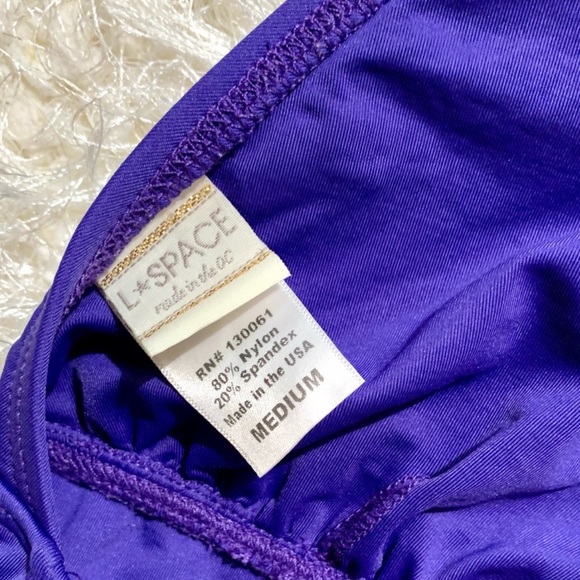 L*SPACE
made in the OC
RN# 130061
80% Nylon
20% Spandex
Made in the USA
MEDIUM